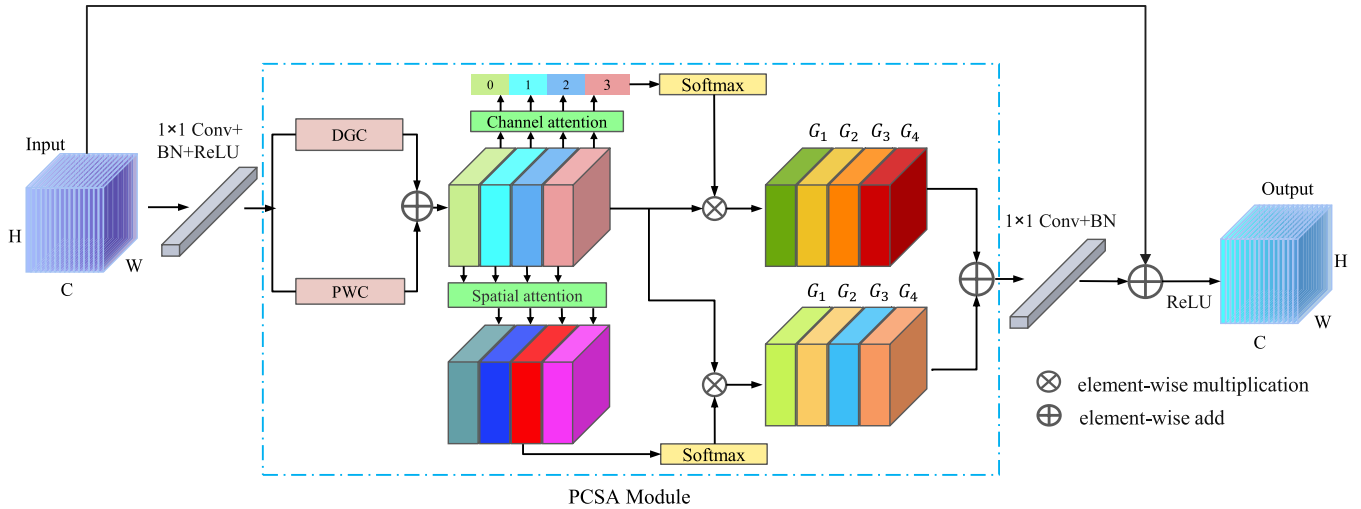 Input
H
W
C
1×1 Conv+
BN+ReLU
DGC
PWC
0 1 2 3
Channel attention
Softmax
Spatial attention
Softmax
G₁ G₂ G₃ G₄
G₁ G₂ G₃ G₄
1×1 Conv+BN
ReLU
Output
H
W
C
element-wise multiplication
element-wise add
PCSA Module